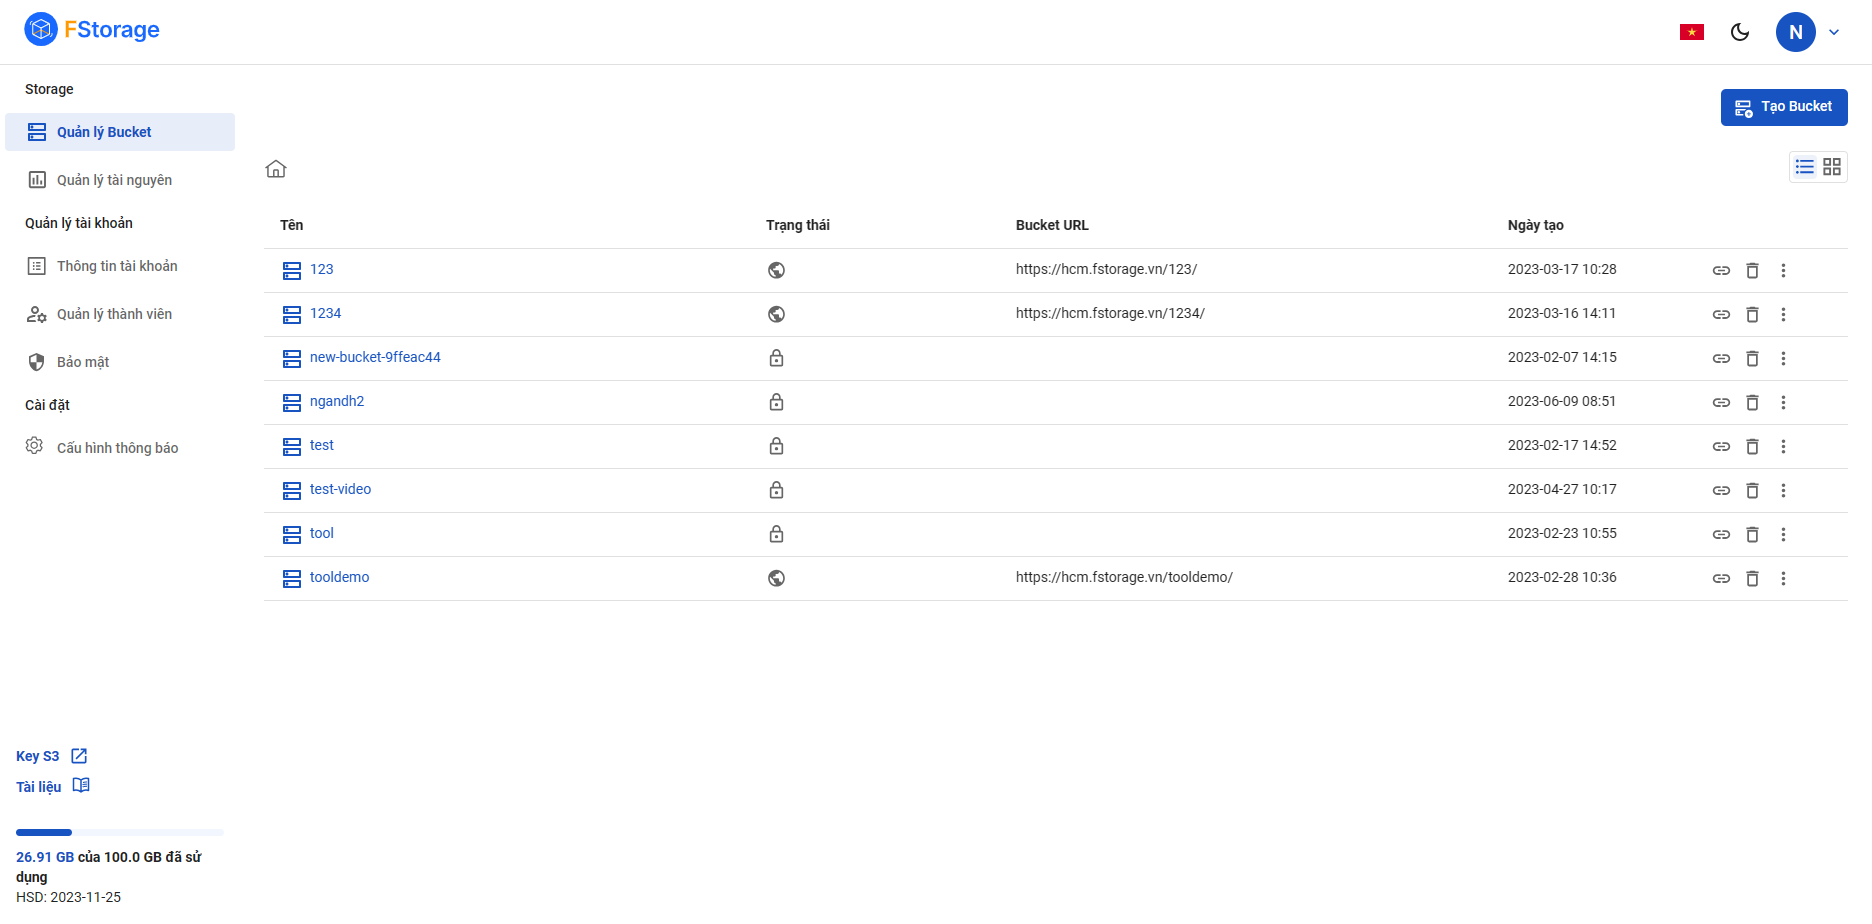 FStorage
N
Storage
Quản lý Bucket
Quản lý tài nguyên
Quản lý tài khoản
Thông tin tài khoản
Quản lý thành viên
Bảo mật
Cài đặt
Cấu hình thông báo
Key S3
Tài liệu
26.91 GB của 100.0 GB đã sử
dụng
HSD: 2023-11-25
Tạo Bucket
Tên Trạng thái Bucket URL Ngày tạo
123 https://hcm.fstorage.vn/123/ 2023-03-17 10:28
1234 https://hcm.fstorage.vn/1234/ 2023-03-16 14:11
new-bucket-9ffeac44 2023-02-07 14:15
ngandh2 2023-06-09 08:51
test 2023-02-17 14:52
test-video 2023-04-27 10:17
tool 2023-02-23 10:55
tooldemo https://hcm.fstorage.vn/tooldemo/ 2023-02-28 10:36